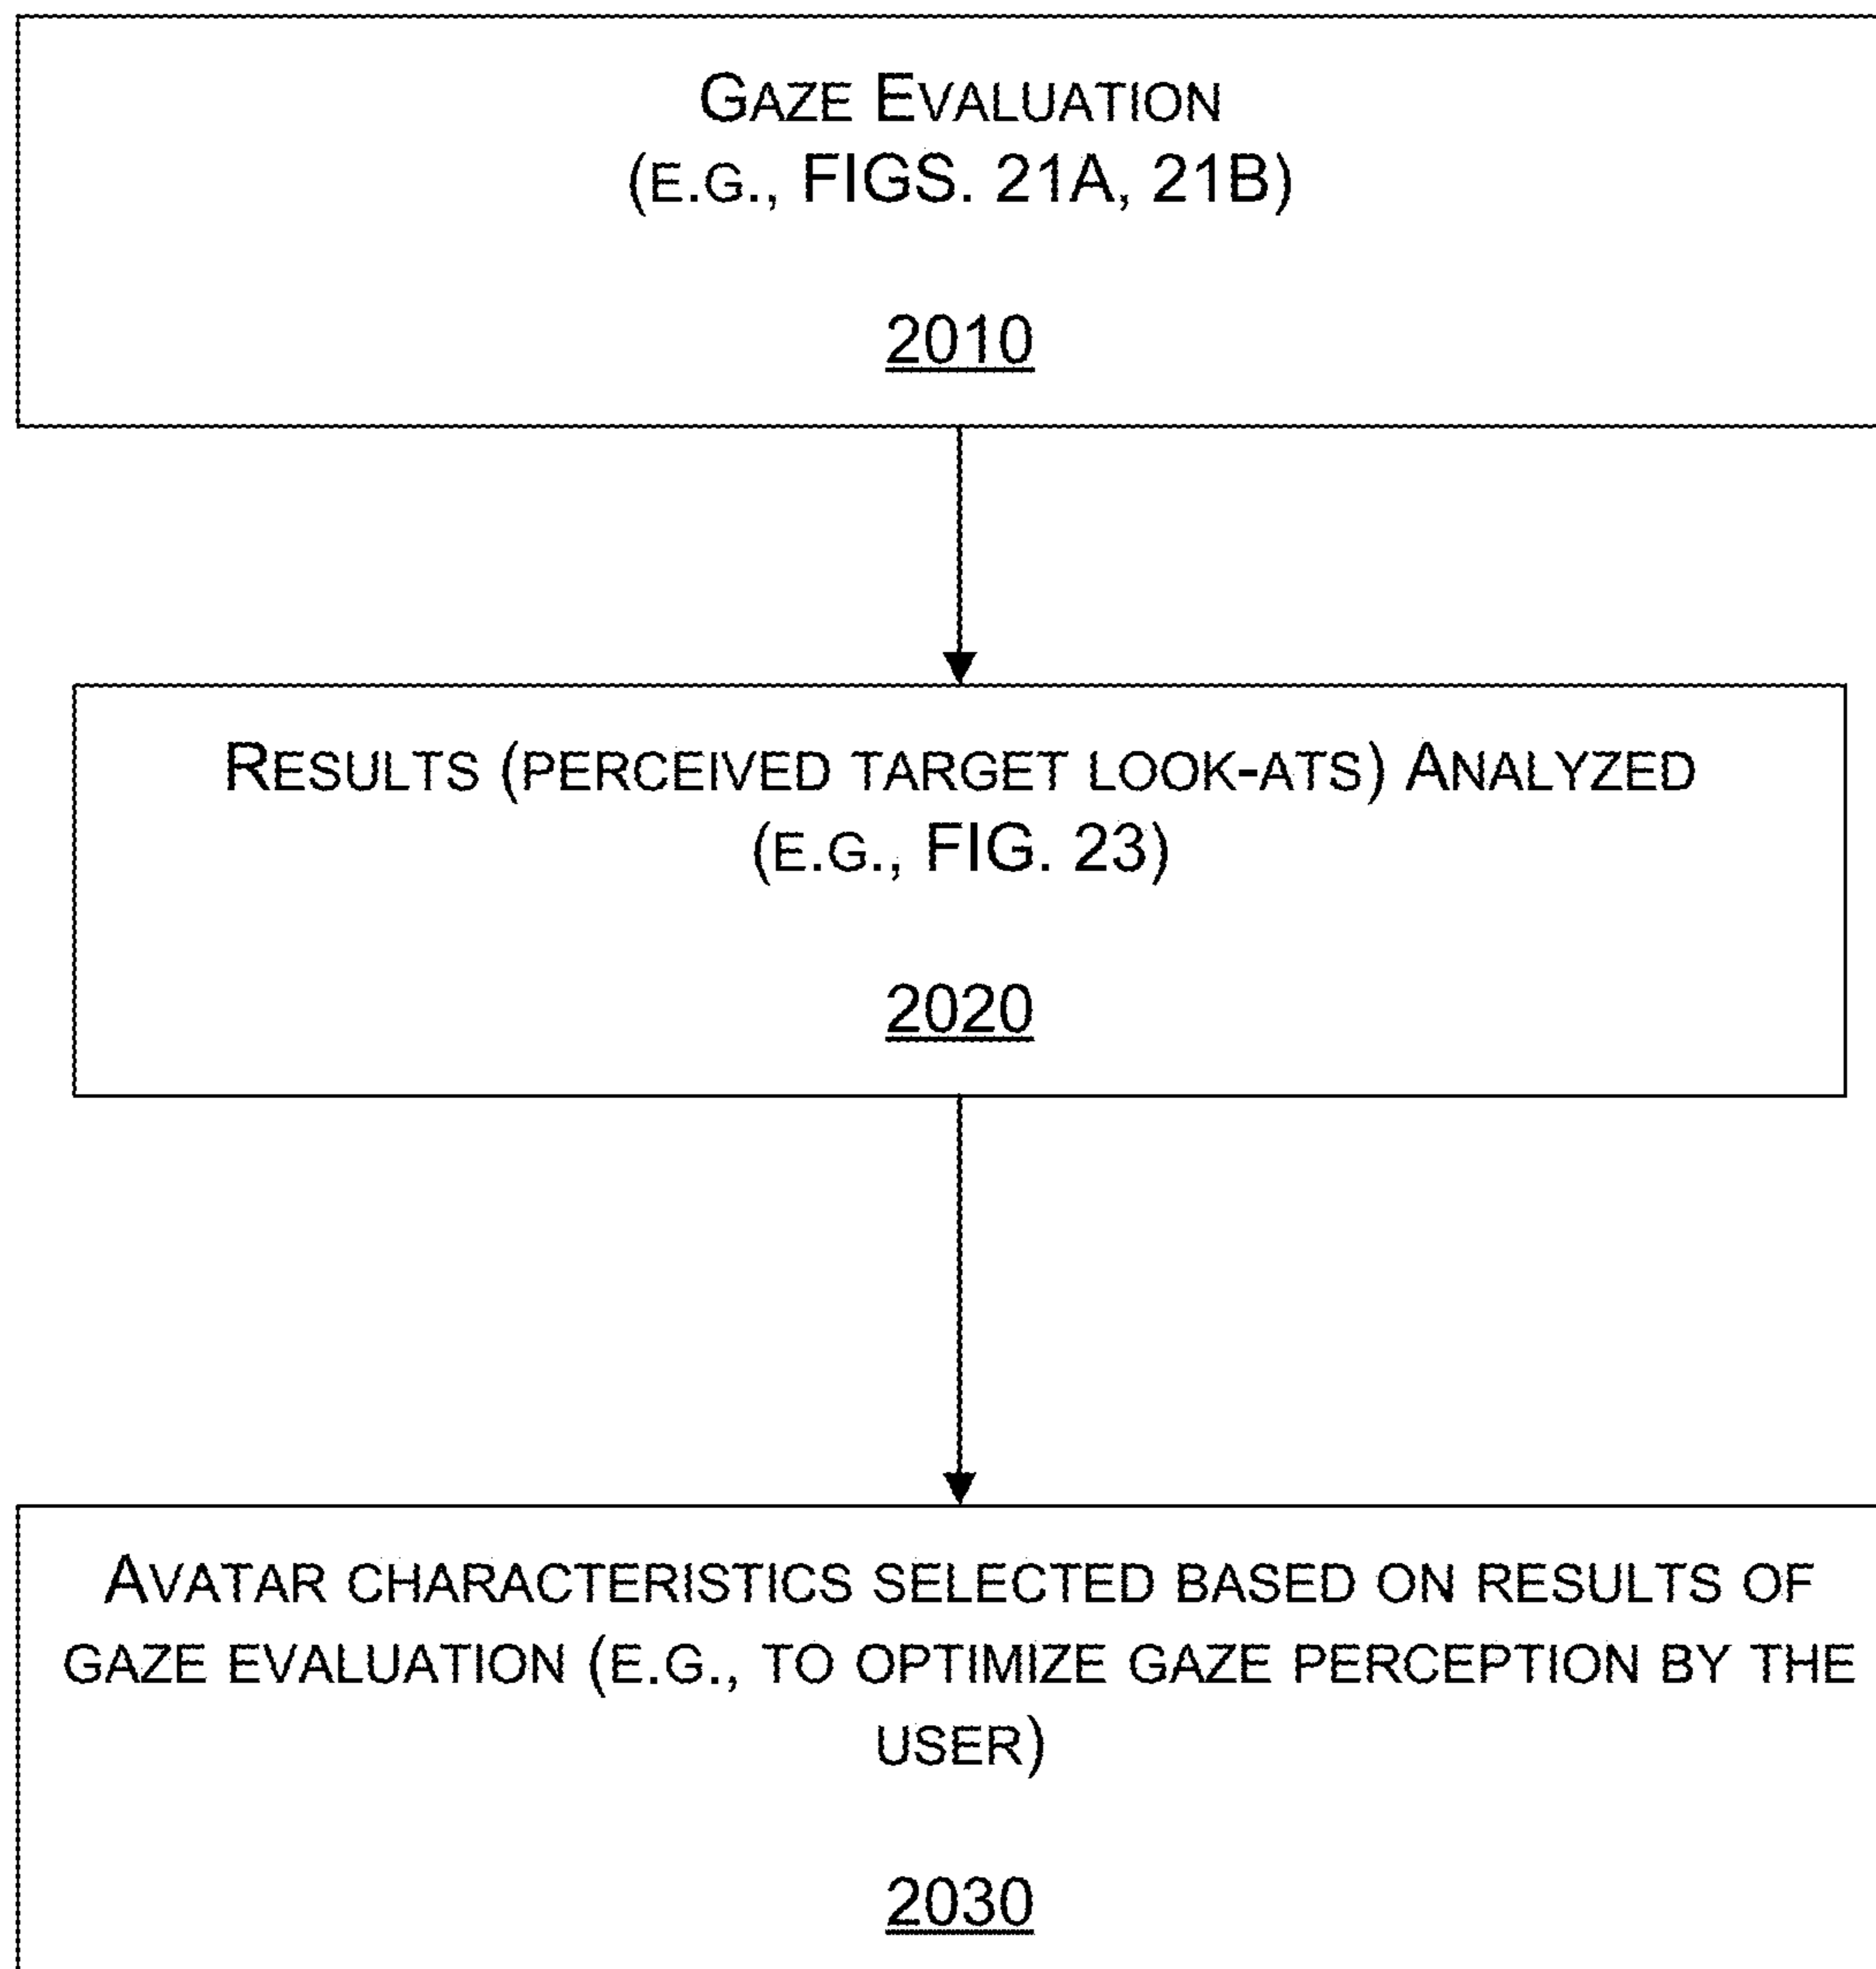 GAZE EVALUATION
(E.G., FIGS. 21A, 21B)
2010
RESULTS (PERCEIVED TARGET LOOK-ATS) ANALYZED
(E.G., FIG. 23)
2020
AVATAR CHARACTERISTICS SELECTED BASED ON RESULTS OF
GAZE EVALUATION (E.G., TO OPTIMIZE GAZE PERCEPTION BY THE
USER)
2030